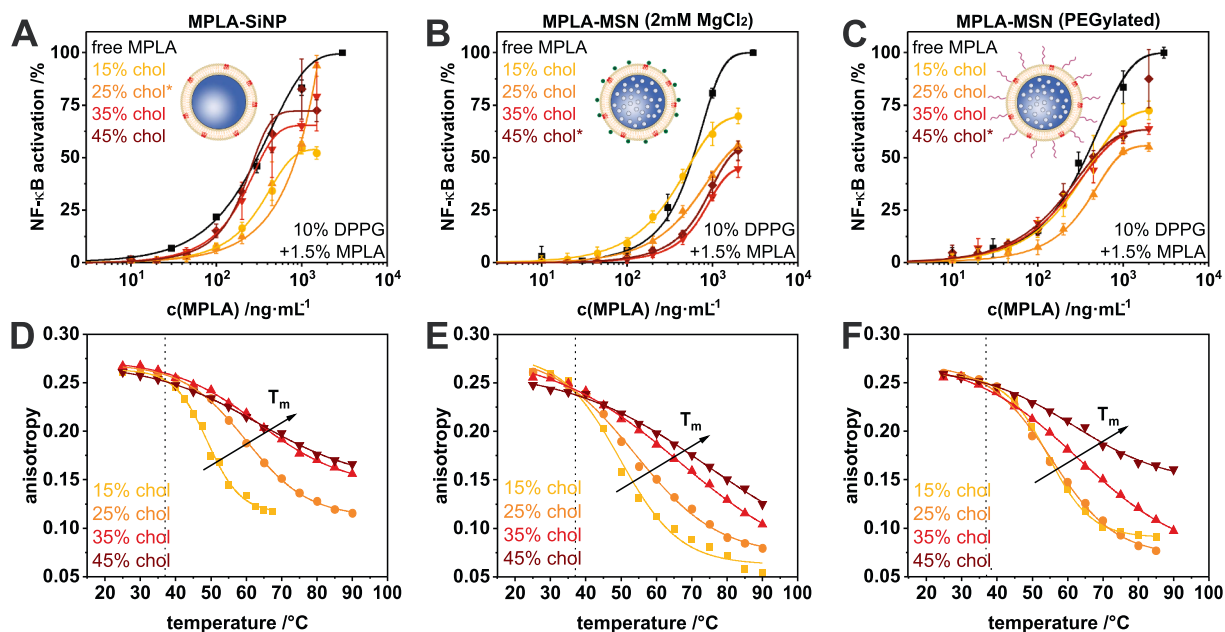 A
MPLA-SiNP
NF-κB activation /%
100
75
50
25
0
free MPLA
15% chol
25% chol*
35% chol
45% chol
10% DPPG
+1.5% MPLA
10¹ 10² 10³ 10⁴
c(MPLA) /ng·mL⁻¹
B
MPLA-MSN (2mM MgCl₂)
NF-κB activation /%
100
75
50
25
0
free MPLA
15% chol
25% chol
35% chol
45% chol*
10% DPPG
+1.5% MPLA
10¹ 10² 10³ 10⁴
c(MPLA) /ng·mL⁻¹
C
MPLA-MSN (PEGylated)
NF-κB activation /%
100
75
50
25
0
free MPLA
15% chol
25% chol
35% chol
45% chol*
10% DPPG
+1.5% MPLA
10¹ 10² 10³ 10⁴
c(MPLA) /ng·mL⁻¹
D
anisotropy
0.30
0.25
0.20
0.15
0.10
0.05
Tₘ
15% chol
25% chol
35% chol
45% chol
20 30 40 50 60 70 80 90 100
temperature /°C
E
anisotropy
0.30
0.25
0.20
0.15
0.10
0.05
Tₘ
15% chol
25% chol
35% chol
45% chol
20 30 40 50 60 70 80 90 100
temperature /°C
F
anisotropy
0.30
0.25
0.20
0.15
0.10
0.05
Tₘ
15% chol
25% chol
35% chol
45% chol
20 30 40 50 60 70 80 90 100
temperature /°C